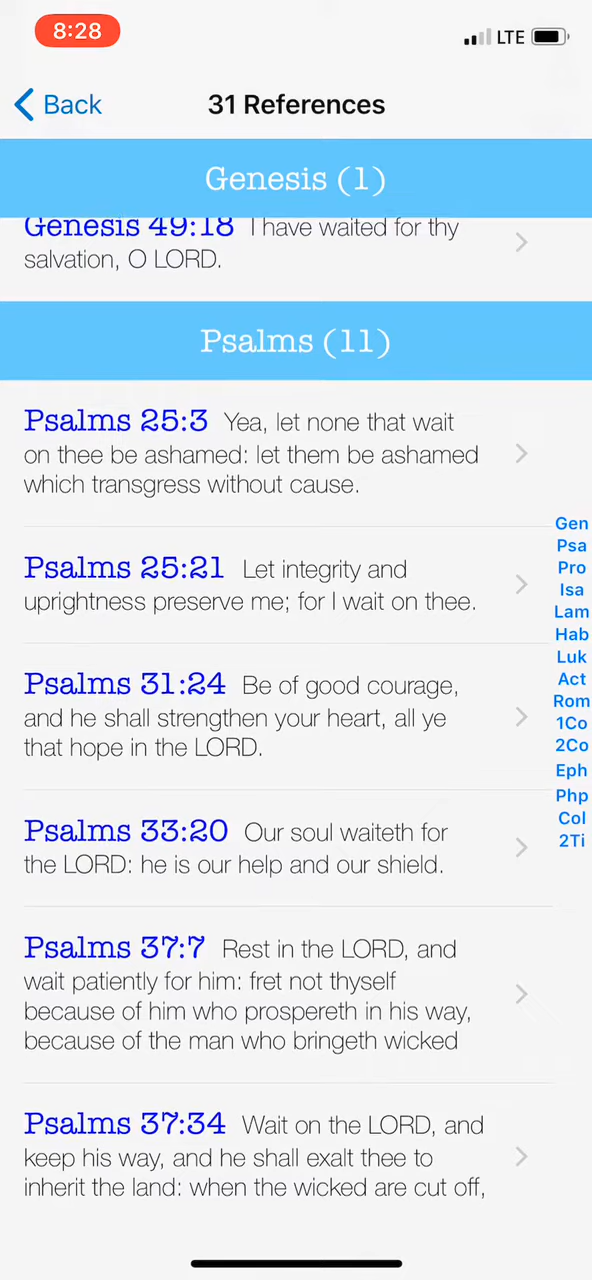 8:28
LTE
Back
31 References
Genesis (1)
Genesis 49:18 I have waited for thy
salvation, O LORD.
Psalms (11)
Psalms 25:3 Yea, let none that wait
on thee be ashamed: let them be ashamed
which transgress without cause.
Psalms 25:21 Let integrity and
uprightness preserve me; for I wait on thee.
Psalms 31:24 Be of good courage,
and he shall strengthen your heart, all ye
that hope in the LORD.
Psalms 33:20 Our soul waiteth for
the LORD: he is our help and our shield.
Psalms 37:7 Rest in the LORD, and
wait patiently for him: fret not thyself
because of him who prospereth in his way,
because of the man who bringeth wicked
Psalms 37:34 Wait on the LORD, and
keep his way, and he shall exalt thee to
inherit the land: when the wicked are cut off,
Gen
Psa
Pro
Isa
Lam
Hab
Luk
Act
Rom
1Co
2Co
Eph
Php
Col
2Ti